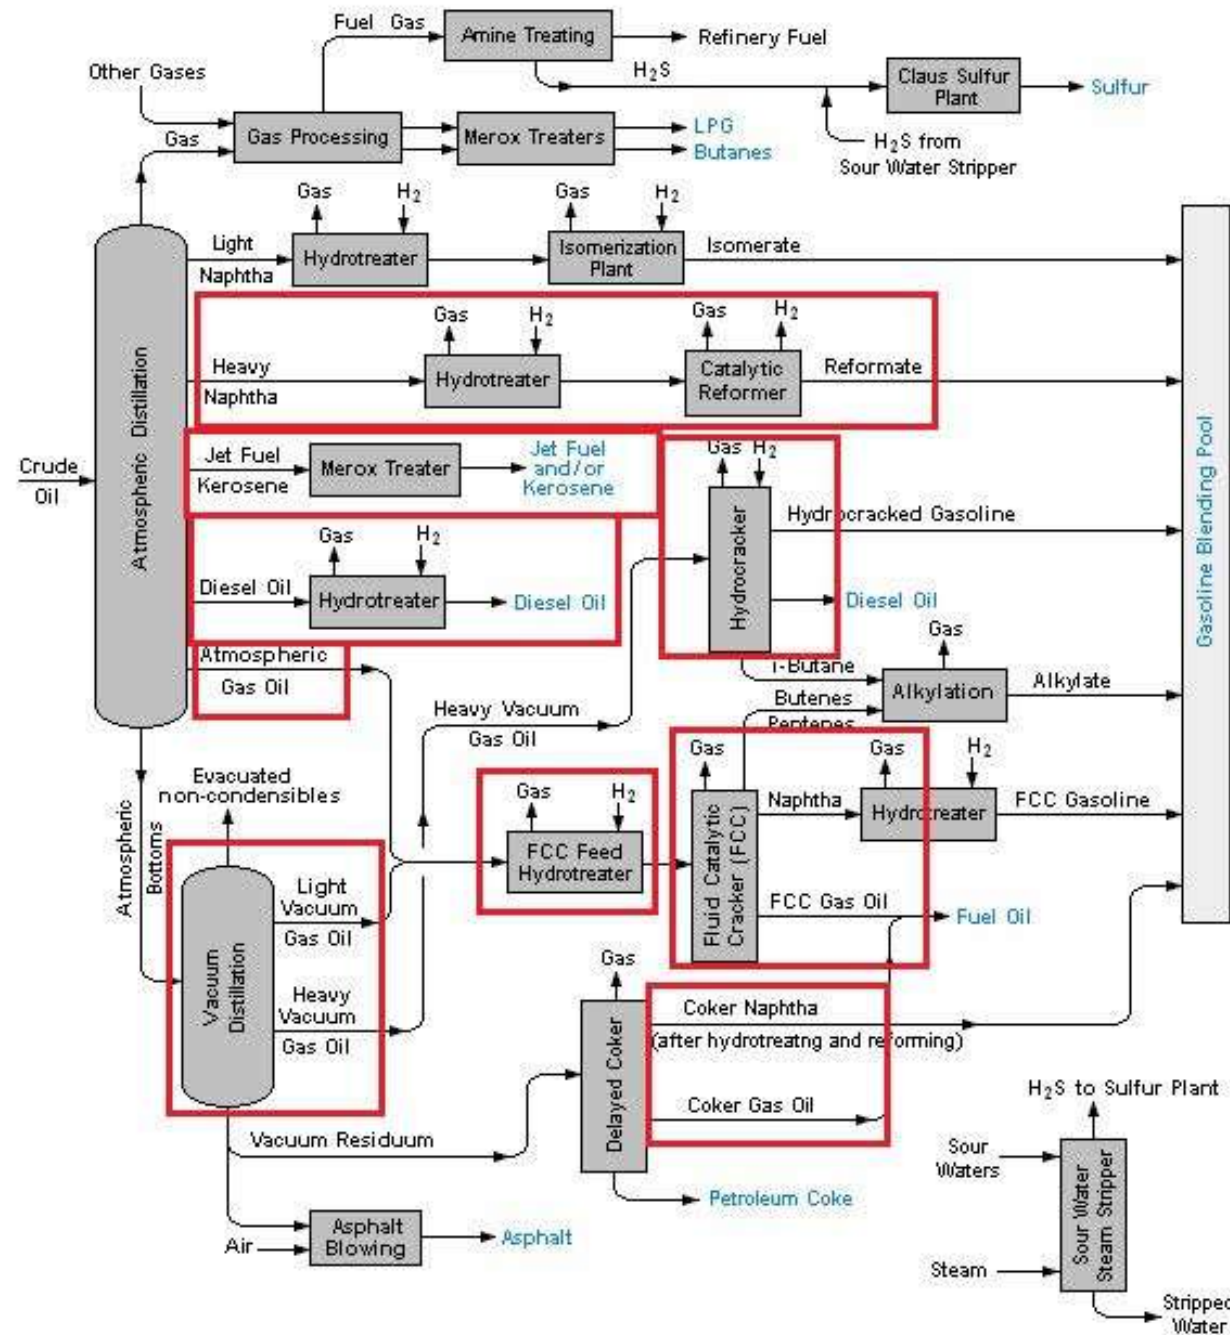 Fuel Gas
Amine Treating
Refinery Fuel
Other Gases
H2S
Claus Sulfur
Plant
Sulfur
Gas
Gas Processing
Merox Treaters
LPG
Butanes
H2S from
Sour Water Stripper
Gas
H2
Gas
H2
Light
Naphtha
Hydrotreater
Isomerization
Plant
Isomerate
Gas
H2
Gas
H2
Heavy
Naphtha
Hydrotreater
Catalytic
Reformer
Reformate
Atmospheric Distillation
Gasoline Blending Pool
Crude
Oil
Jet Fuel
Kerosene
Merox Treater
Jet Fuel
and/or
Kerosene
Gas
H2
Hydrocracker
Hydrocracked Gasoline
Diesel Oil
Gas
H2
Diesel Oil
Hydrotreater
Diesel Oil
Atmospheric
Gas Oil
i-Butane
Butenes
Pentenes
Gas
Alkylation
Alkylate
Heavy Vacuum
Gas Oil
Evacuated
non-condensibles
Atmospheric
Bottoms
Gas
H2
FCC Feed
Hydrotreater
Gas
Fluid Catalytic
Cracker (FCC)
Naphtha
Gas
H2
Hydrotreater
FCC Gasoline
FCC Gas Oil
Fuel Oil
Vacuum
Distillation
Light
Vacuum
Gas Oil
Heavy
Vacuum
Gas Oil
Gas
Delayed Coker
Coker Naphtha
(after hydrotreatng and reforming)
Coker Gas Oil
Vacuum Residuum
Petroleum Coke
Air
Asphalt
Blowing
Asphalt
H2S to Sulfur Plant
Sour
Waters
Sour Water
Steam Stripper
Steam
Stripped
Water